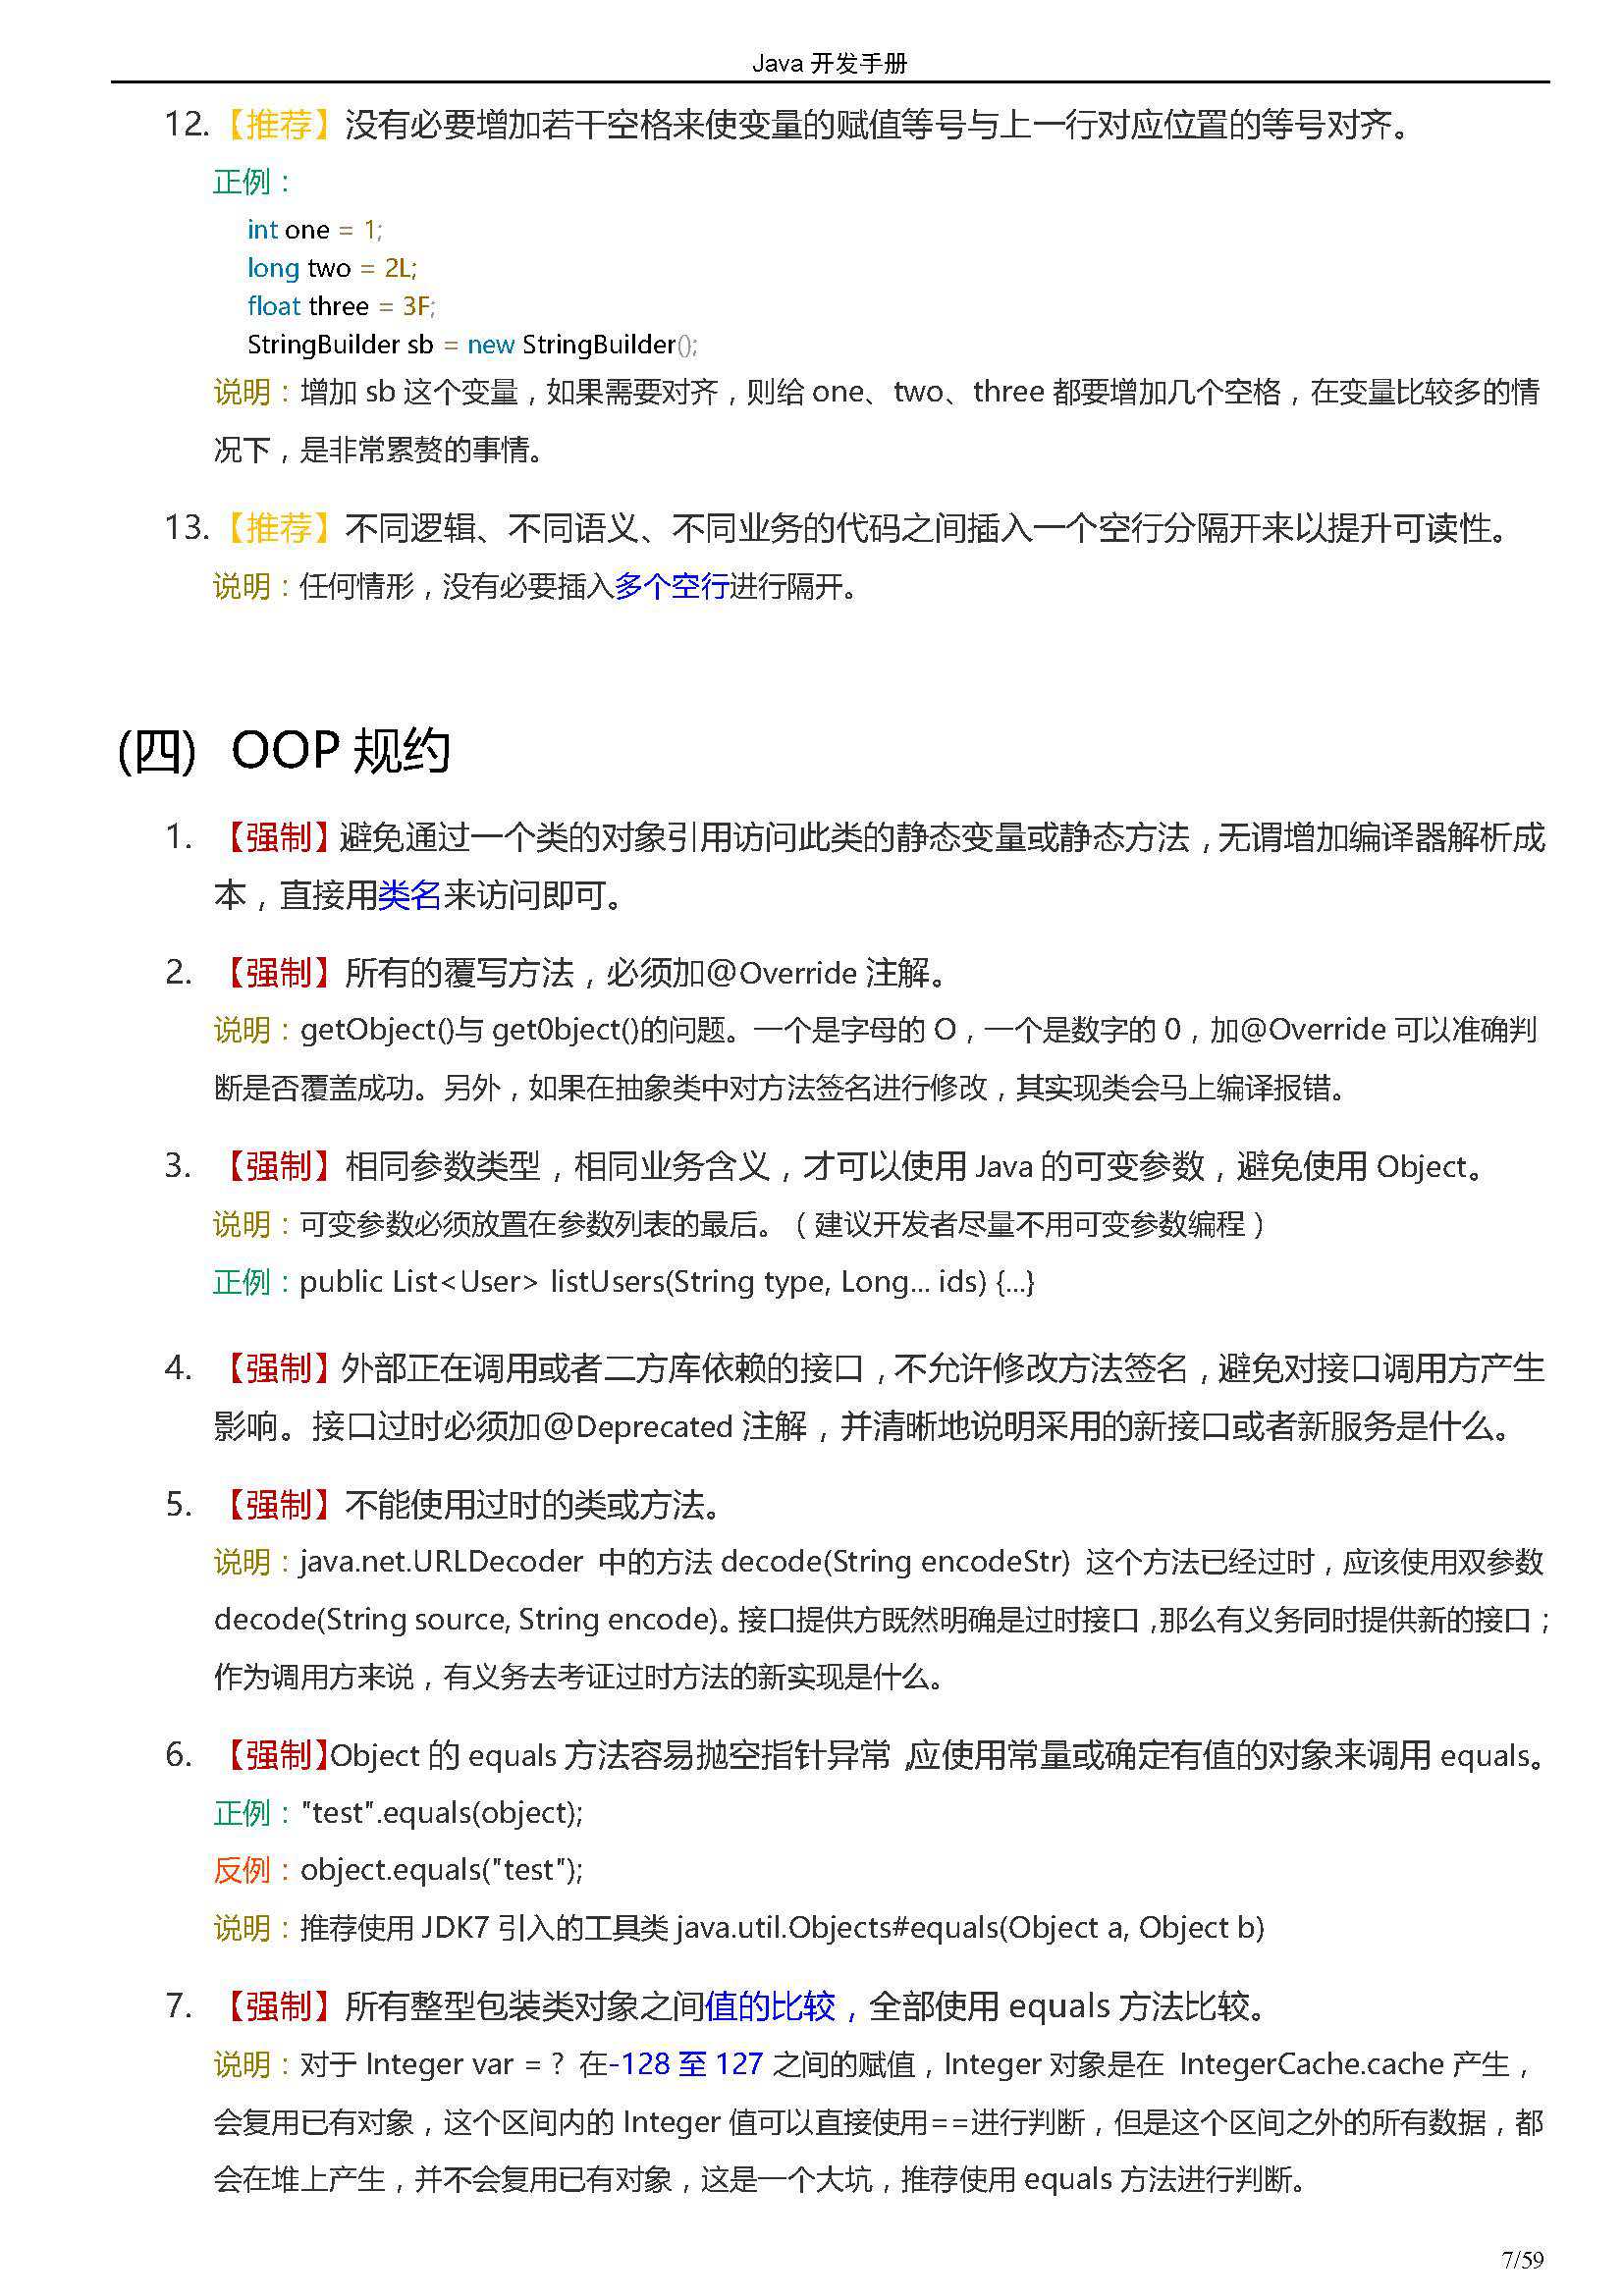 Java 开发手册
12.【推荐】没有必要增加若干空格来使变量的赋值等号与上一行对应位置的等号对齐。
正例：
int one = 1;
long two = 2L;
float three = 3F;
StringBuilder sb = new StringBuilder();
说明：增加 sb 这个变量，如果需要对齐，则给 one、two、three 都要增加几个空格，在变量比较多的情
况下，是非常累赘的事情。
13.【推荐】不同逻辑、不同语义、不同业务的代码之间插入一个空行分隔开来以提升可读性。
说明：任何情形，没有必要插入多个空行进行隔开。
(四) OOP 规约
1. 【强制】避免通过一个类的对象引用访问此类的静态变量或静态方法，无谓增加编译器解析成
本，直接用类名来访问即可。
2. 【强制】所有的覆写方法，必须加@Override 注解。
说明：getObject()与 get0bject()的问题。一个是字母的 O，一个是数字的 0，加@Override 可以准确判
断是否覆盖成功。另外，如果在抽象类中对方法签名进行修改，其实现类会马上编译报错。
3. 【强制】相同参数类型，相同业务含义，才可以使用 Java 的可变参数，避免使用 Object。
说明：可变参数必须放置在参数列表的最后。（建议开发者尽量不用可变参数编程）
正例：public List<User> listUsers(String type, Long... ids) {...}
4. 【强制】外部正在调用或者二方库依赖的接口，不允许修改方法签名，避免对接口调用方产生
影响。接口过时必须加@Deprecated 注解，并清晰地说明采用的新接口或者新服务是什么。
5. 【强制】不能使用过时的类或方法。
说明：java.net.URLDecoder 中的方法 decode(String encodeStr) 这个方法已经过时，应该使用双参数
decode(String source, String encode)。接口提供方既然明确是过时接口，那么有义务同时提供新的接口；
作为调用方来说，有义务去考证过时方法的新实现是什么。
6. 【强制】Object 的 equals 方法容易抛空指针异常，应使用常量或确定有值的对象来调用 equals。
正例："test".equals(object);
反例：object.equals("test");
说明：推荐使用 JDK7 引入的工具类 java.util.Objects#equals(Object a, Object b)
7. 【强制】所有整型包装类对象之间值的比较，全部使用 equals 方法比较。
说明：对于 Integer var = ? 在-128 至 127 之间的赋值，Integer 对象是在 IntegerCache.cache 产生，
会复用已有对象，这个区间内的 Integer 值可以直接使用==进行判断，但是这个区间之外的所有数据，都
会在堆上产生，并不会复用已有对象，这是一个大坑，推荐使用 equals 方法进行判断。
7/59